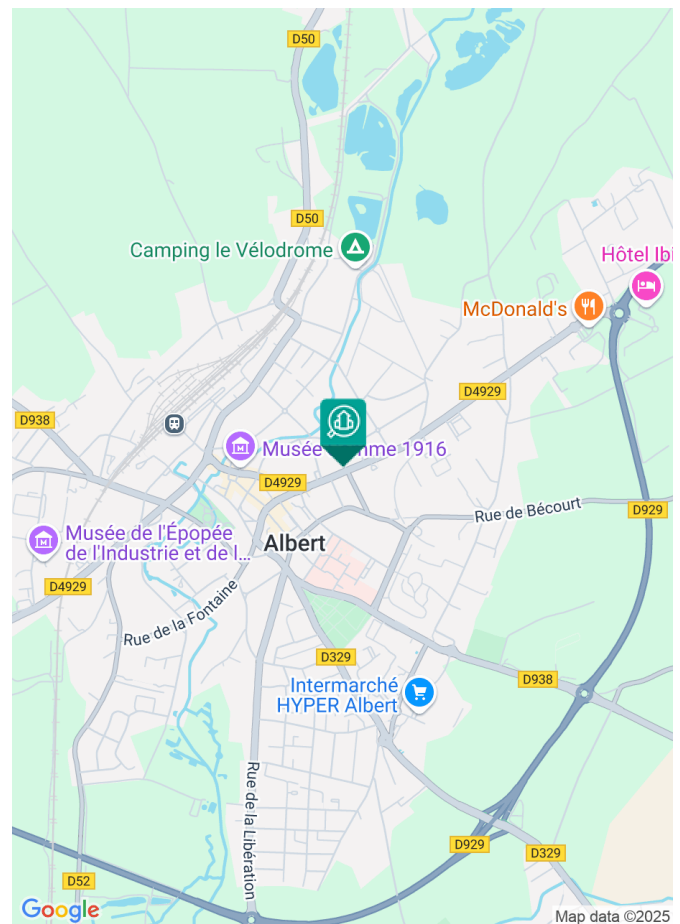 D50
D50
Camping le Vélodrome
Hôtel Ibi
McDonald's
D4929
D938
Musée
mme 1916
D4929
Rue de Bécourt
D929
Musée de l'Épopée
de l'Industrie et de l...
Albert
D4929
Rue de la Fontaine
D329
D938
Intermarché
HYPER Albert
Rue de la Libération
D929
D329
D52
Google
Map data ©2025